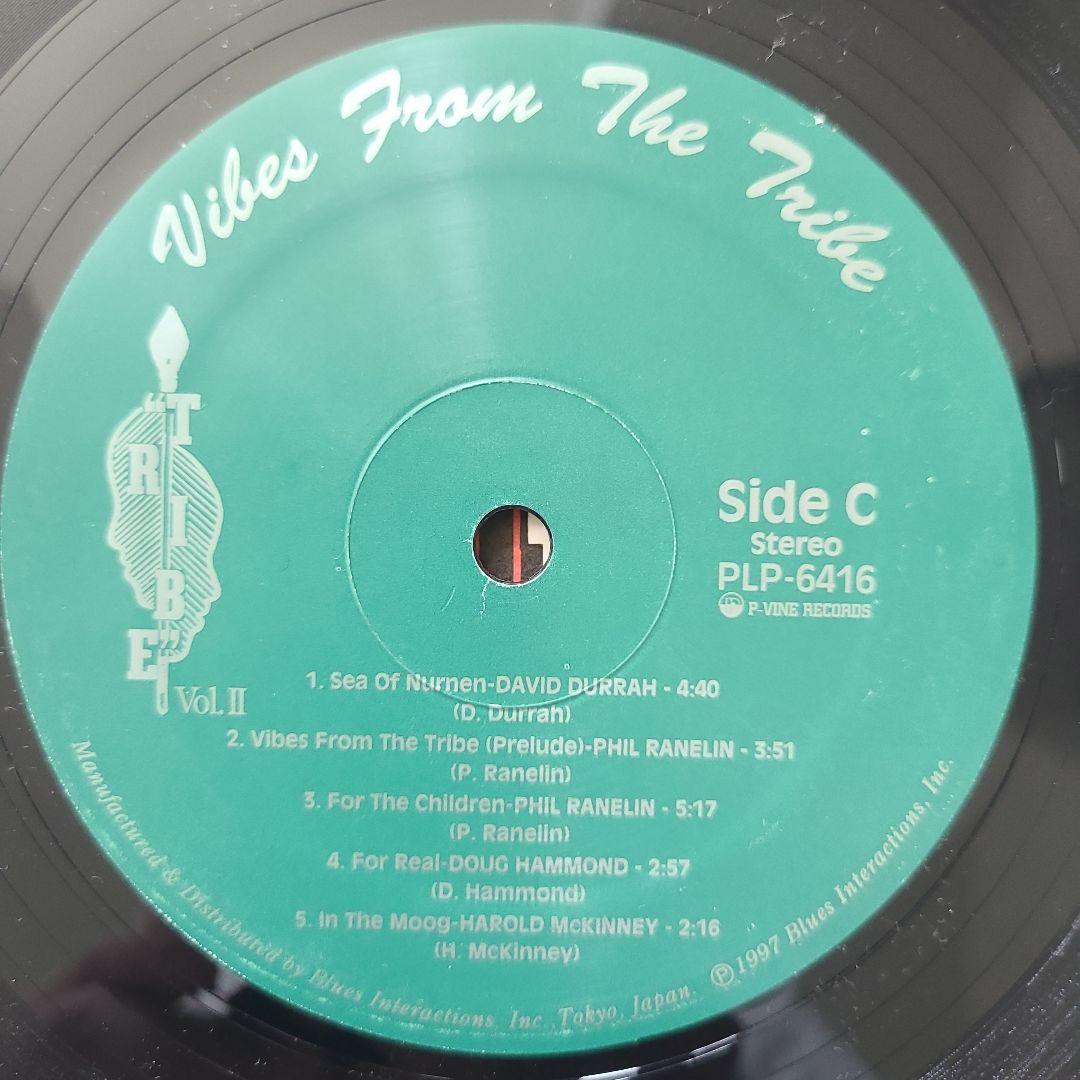 Vibes From The Tribe
"TRIBE"
Vol. II
Side C
Stereo
PLP-6416
P-VINE RECORDS
1. Sea Of Nurnen-DAVID DURRAH - 4:40
(D. Durrah)
2. Vibes From The Tribe (Prelude)-PHIL RANELIN - 3:51
(P. Ranelin)
3. For The Children-PHIL RANELIN - 5:17
(P. Ranelin)
4. For Real-DOUG HAMMOND - 2:57
(D. Hammond)
5. In The Moog-HAROLD McKINNEY - 2:16
(H. McKinney)
Manufactured & Distributed by Blues Interactions, Inc. Tokyo, Japan. ℗1997 Blues Interactions, Inc.